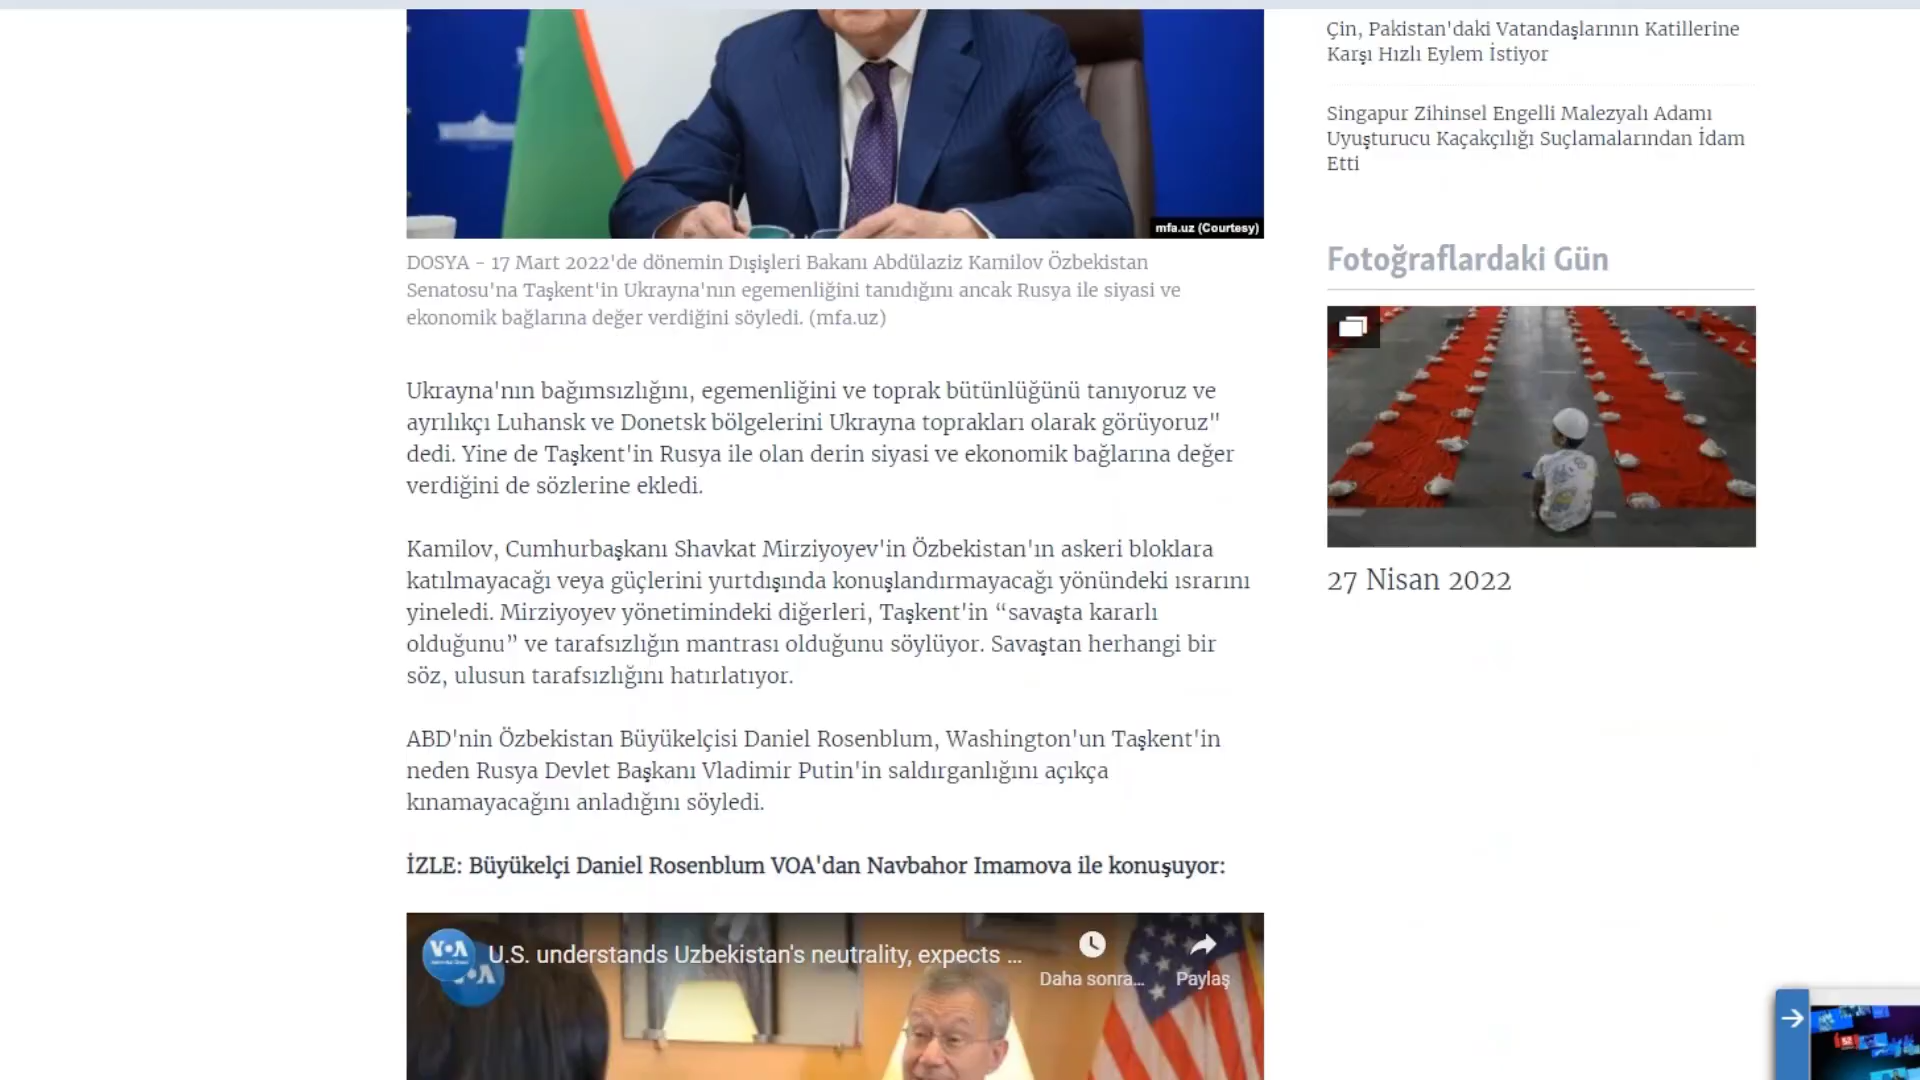 mfa.uz (Courtesy)
DOSYA - 17 Mart 2022'de dönemin Dışişleri Bakanı Abdülaziz Kamilov Özbekistan
Senatosu'na Taşkent'in Ukrayna'nın egemenliğini tanıdığını ancak Rusya ile siyasi ve
ekonomik bağlarına değer verdiğini söyledi. (mfa.uz)
Ukrayna'nın bağımsızlığını, egemenliğini ve toprak bütünlüğünü tanıyoruz ve
ayrılıkçı Luhansk ve Donetsk bölgelerini Ukrayna toprakları olarak görüyoruz"
dedi. Yine de Taşkent'in Rusya ile olan derin siyasi ve ekonomik bağlarına değer
verdiğini de sözlerine ekledi.
Kamilov, Cumhurbaşkanı Shavkat Mirziyoyev'in Özbekistan'ın askeri bloklara
katılmayacağı veya güçlerini yurtdışında konuşlandırmayacağı yönündeki ısrarını
yineledi. Mirziyoyev yönetimindeki diğerleri, Taşkent'in “savaşta kararlı
olduğunu” ve tarafsızlığın mantrası olduğunu söylüyor. Savaştan herhangi bir
söz, ulusun tarafsızlığını hatırlatıyor.
ABD'nin Özbekistan Büyükelçisi Daniel Rosenblum, Washington'un Taşkent'in
neden Rusya Devlet Başkanı Vladimir Putin'in saldırganlığını açıkça
kınamayacağını anladığını söyledi.
İZLE: Büyükelçi Daniel Rosenblum VOA'dan Navbahor Imamova ile konuşuyor:
VOA
U.S. understands Uzbekistan's neutrality, expects ...
Daha sonra...
Paylaş
Çin, Pakistan'daki Vatandaşlarının Katillerine
Karşı Hızlı Eylem İstiyor
Singapur Zihinsel Engelli Malezyalı Adamı
Uyuşturucu Kaçakçılığı Suçlamalarından İdam
Etti
Fotoğraflardaki Gün
27 Nisan 2022